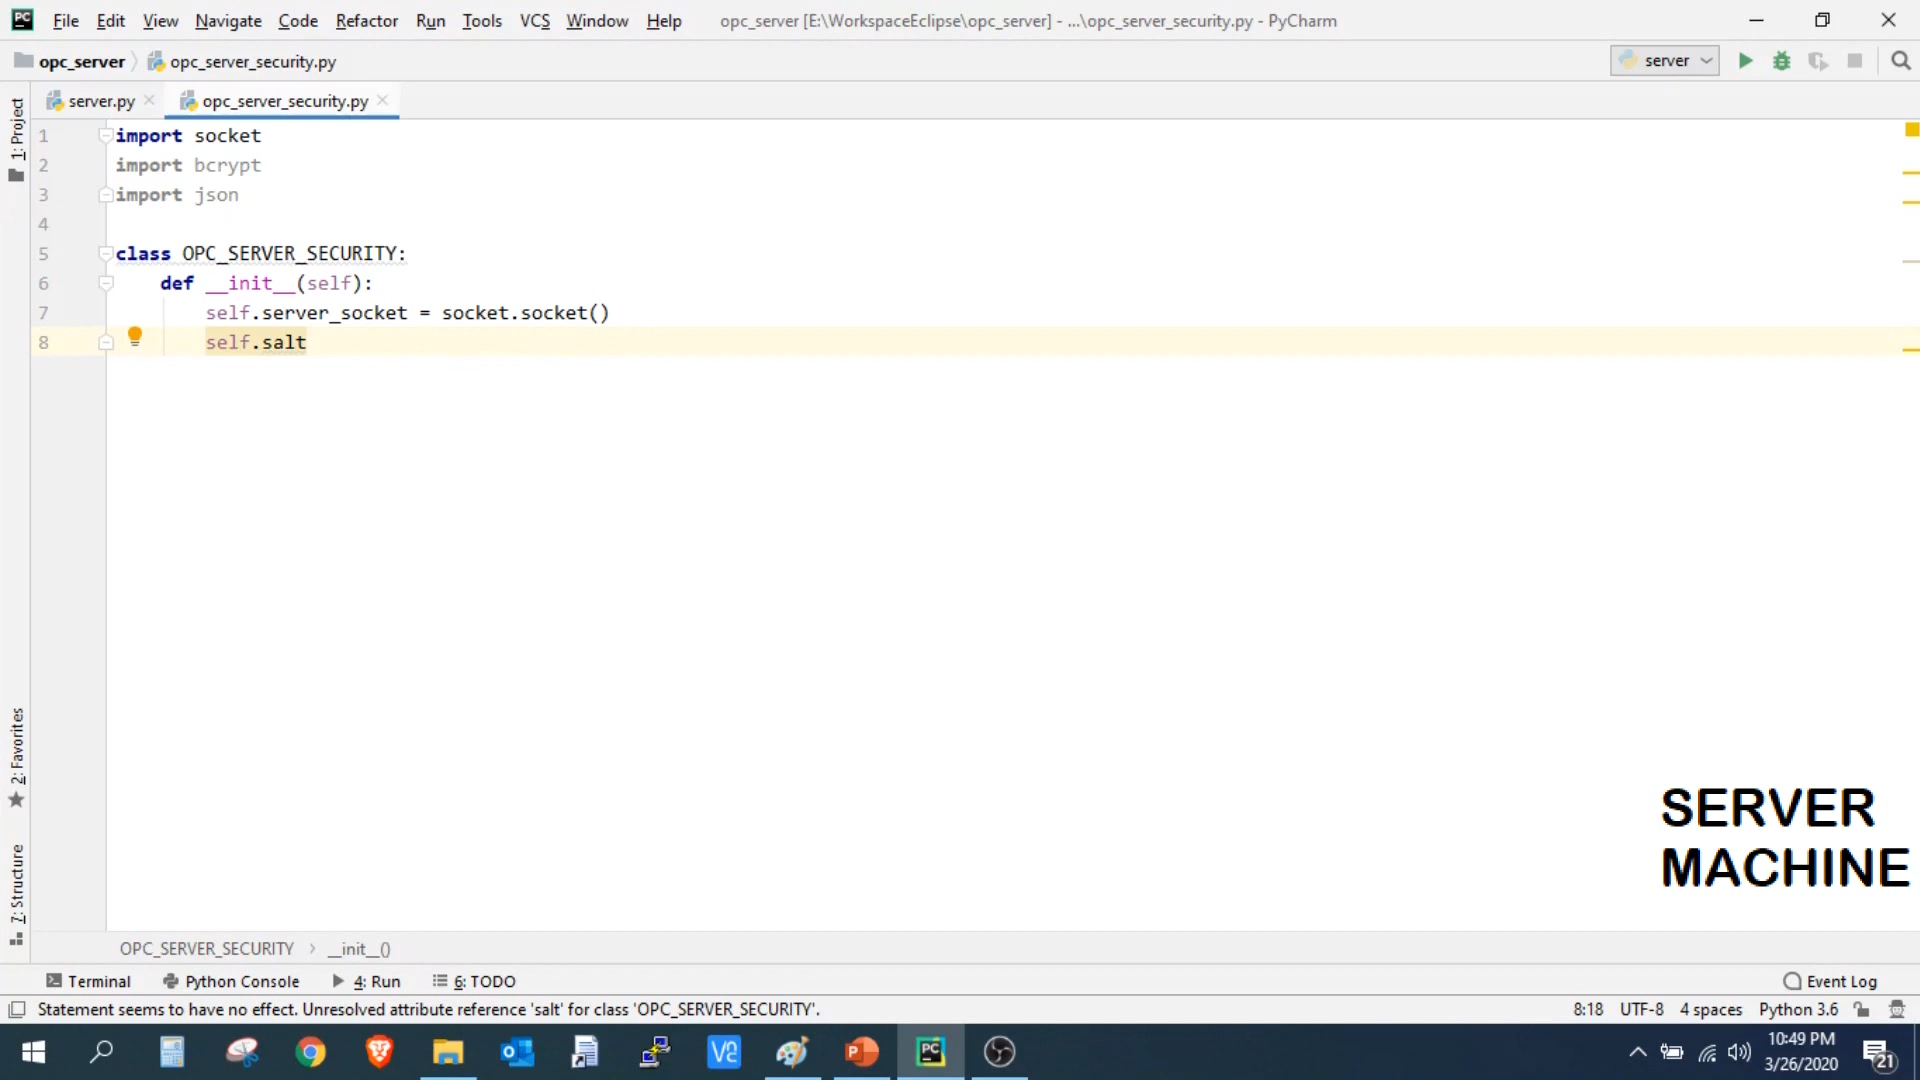 File Edit View Navigate Code Refactor Run Tools VCS Window Help opc_server [E:\WorkspaceEclipse\opc_server] - ...\opc_server_security.py - PyCharm
opc_server opc_server_security.py server
server.py opc_server_security.py
1: Project
1 import socket
2 import bcrypt
3 import json
4
5 class OPC_SERVER_SECURITY:
6 def __init__(self):
7 self.server_socket = socket.socket()
8 self.salt
2: Favorites
7: Structure
SERVER
MACHINE
OPC_SERVER_SECURITY __init__()
Terminal Python Console 4: Run 6: TODO Event Log
Statement seems to have no effect. Unresolved attribute reference 'salt' for class 'OPC_SERVER_SECURITY'. 8:18 UTF-8 4 spaces Python 3.6
10:49 PM
3/26/2020
21